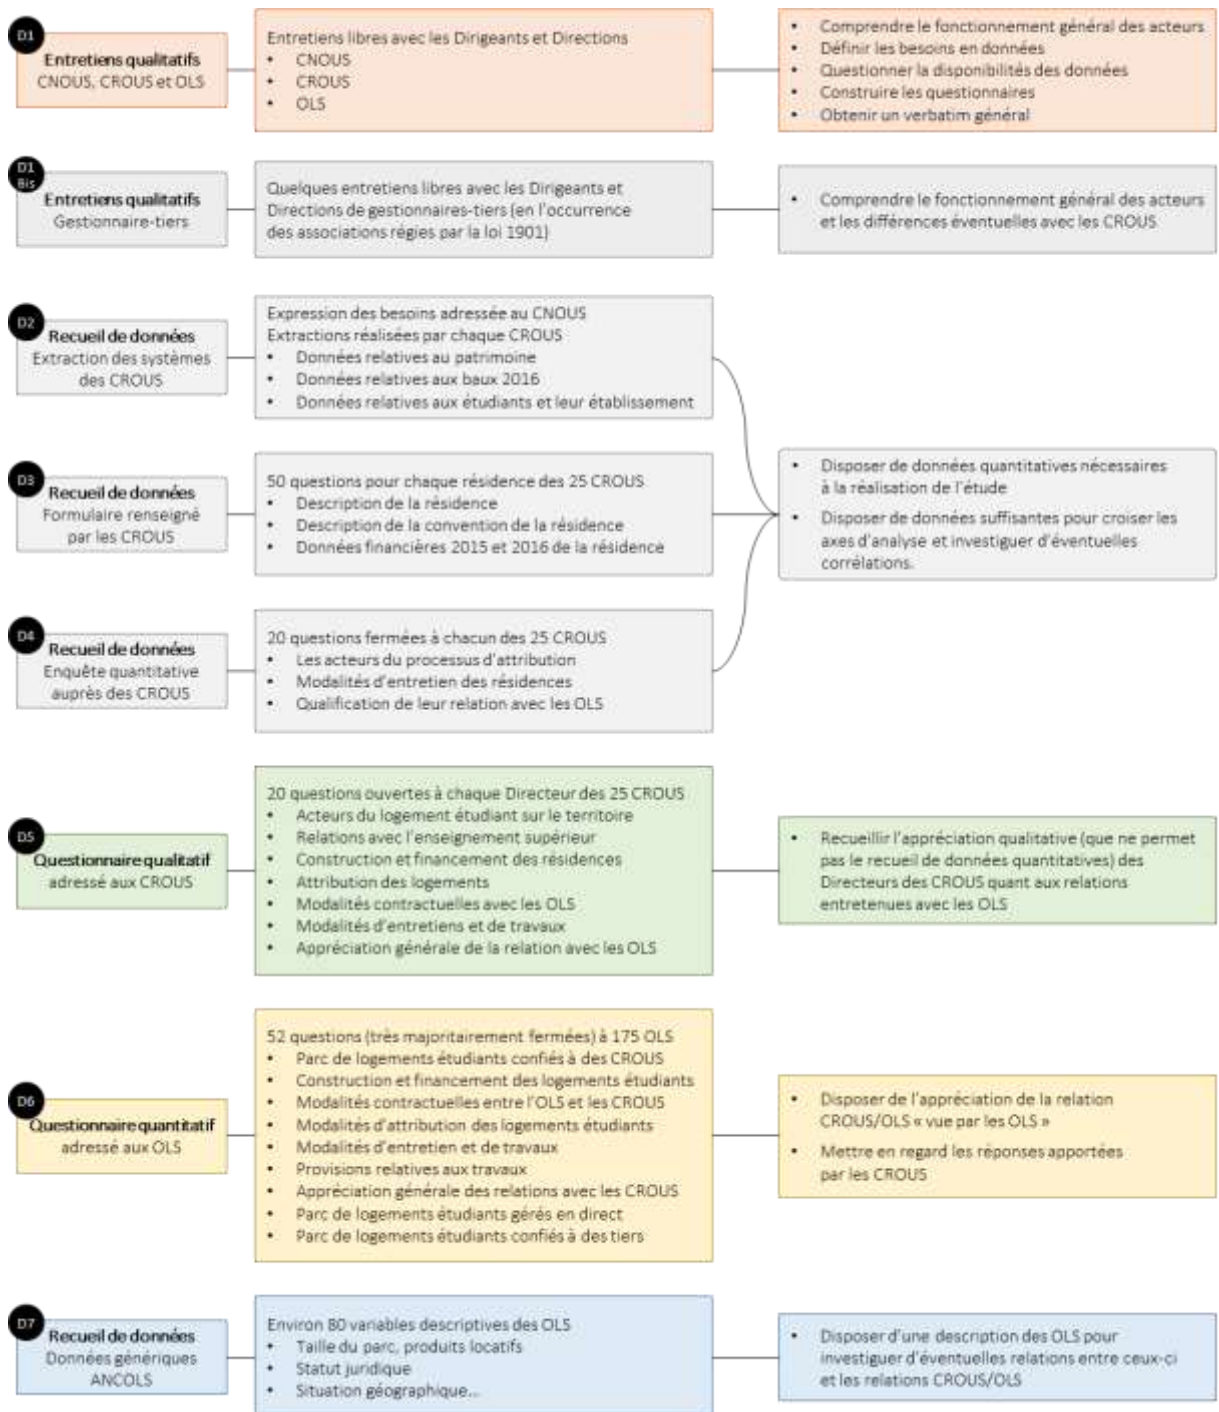 D1
Entretiens qualitatifs
CNOUS, CROUS et OLS
Entretiens libres avec les Dirigeants et Directions
• CNOUS
• CROUS
• OLS
• Comprendre le fonctionnement général des acteurs
• Définir les besoins en données
• Questionner la disponibilités des données
• Construire les questionnaires
• Obtenir un verbatim général
D1
Bis
Entretiens qualitatifs
Gestionnaire-tiers
Quelques entretiens libres avec les Dirigeants et
Directions de gestionnaires-tiers (en l'occurrence
des associations régies par la loi 1901)
• Comprendre le fonctionnement général des acteurs
et les différences éventuelles avec les CROUS
D2
Recueil de données
Extraction des systèmes
des CROUS
Expression des besoins adressée au CNOUS
Extractions réalisées par chaque CROUS
• Données relatives au patrimoine
• Données relatives aux baux 2016
• Données relatives aux étudiants et leur établissement
D3
Recueil de données
Formulaire renseigné
par les CROUS
50 questions pour chaque résidence des 25 CROUS
• Description de la résidence
• Description de la convention de la résidence
• Données financières 2015 et 2016 de la résidence
• Disposer de données quantitatives nécessaires
à la réalisation de l'étude
• Disposer de données suffisantes pour croiser les
axes d'analyse et investiguer d'éventuelles
corrélations.
D4
Recueil de données
Enquête quantitative
auprès des CROUS
20 questions fermées à chacun des 25 CROUS
• Les acteurs du processus d'attribution
• Modalités d'entretien des résidences
• Qualification de leur relation avec les OLS
D5
Questionnaire qualitatif
adressé aux CROUS
20 questions ouvertes à chaque Directeur des 25 CROUS
• Acteurs du logement étudiant sur le territoire
• Relations avec l'enseignement supérieur
• Construction et financement des résidences
• Attribution des logements
• Modalités contractuelles avec les OLS
• Modalités d'entretiens et de travaux
• Appréciation générale de la relation avec les OLS
• Recueillir l'appréciation qualitative (que ne permet
pas le recueil de données quantitatives) des
Directeurs des CROUS quant aux relations
entretenues avec les OLS
D6
Questionnaire quantitatif
adressé aux OLS
52 questions (très majoritairement fermées) à 175 OLS
• Parc de logements étudiants confiés à des CROUS
• Construction et financement des logements étudiants
• Modalités contractuelles entre l'OLS et les CROUS
• Modalités d'attribution des logements étudiants
• Modalités d'entretien et de travaux
• Provisions relatives aux travaux
• Appréciation générale des relations avec les CROUS
• Parc de logements étudiants gérés en direct
• Parc de logements étudiants confiés à des tiers
• Disposer de l'appréciation de la relation
CROUS/OLS « vue par les OLS »
• Mettre en regard les réponses apportées
par les CROUS
D7
Recueil de données
Données génériques
ANCOLS
Environ 80 variables descriptives des OLS
• Taille du parc, produits locatifs
• Statut juridique
• Situation géographique...
• Disposer d'une description des OLS pour
investiguer d'éventuelles relations entre ceux-ci
et les relations CROUS/OLS